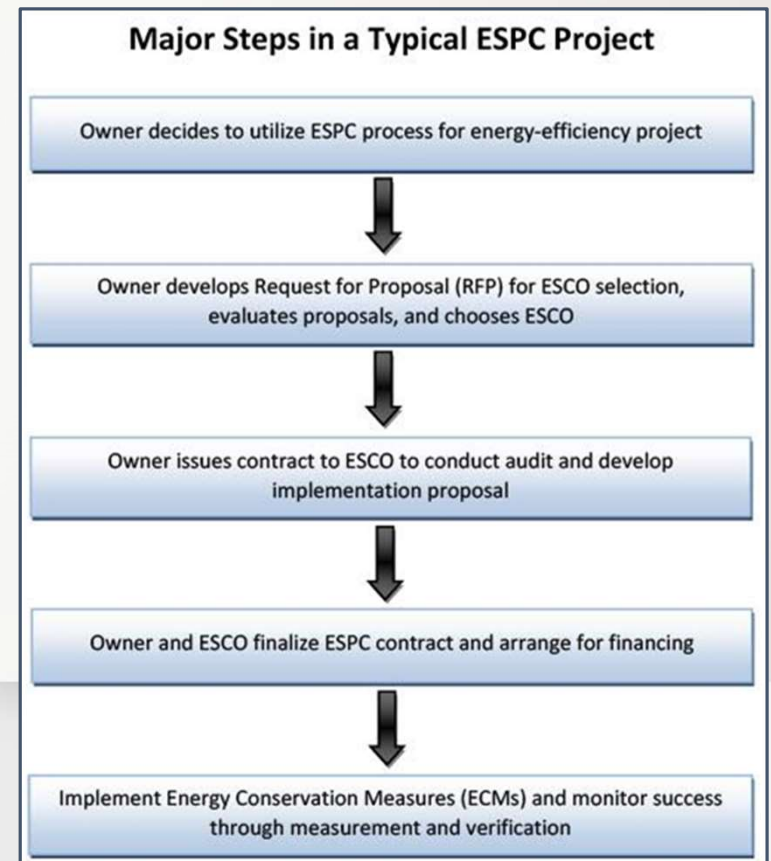 Major Steps in a Typical ESPC Project
Owner decides to utilize ESPC process for energy-efficiency project
Owner develops Request for Proposal (RFP) for ESCO selection,
evaluates proposals, and chooses ESCO
Owner issues contract to ESCO to conduct audit and develop
implementation proposal
Owner and ESCO finalize ESPC contract and arrange for financing
Implement Energy Conservation Measures (ECMs) and monitor success
through measurement and verification